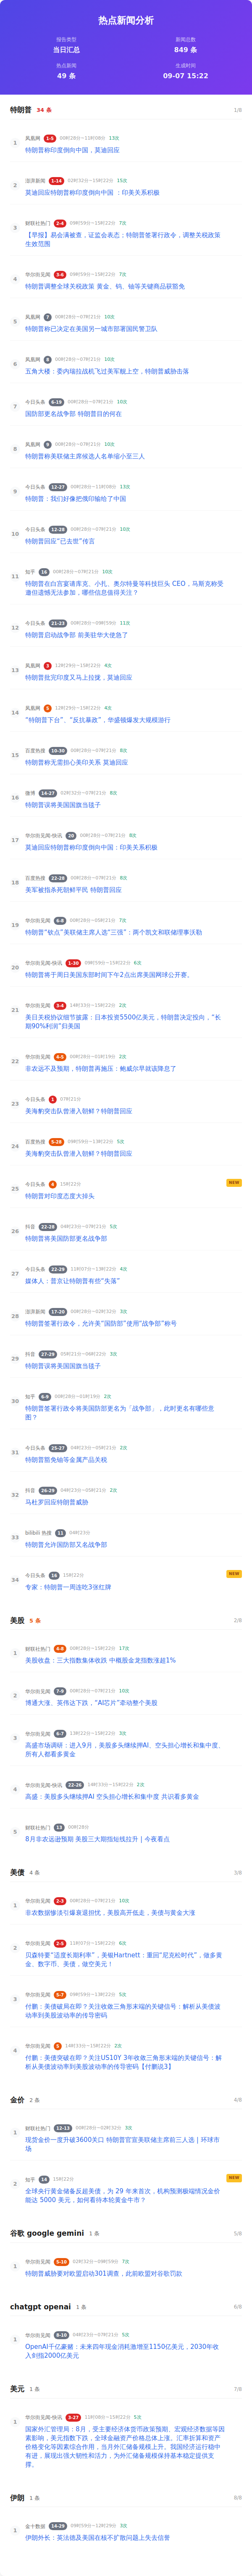 热点新闻分析
报告类型
新闻总数
当日汇总
849 条
热点新闻
生成时间
49 条
09-07 15:22
特朗普 34 条 1/8
1 凤凰网 1-5 00时28分~11时08分 13次
特朗普称印度倒向中国，莫迪回应
2 澎湃新闻 1-14 02时32分~15时22分 15次
莫迪回应特朗普称印度倒向中国 ：印美关系积极
3 财联社热门 2-4 09时59分~15时22分 7次
【早报】易会满被查，证监会表态；特朗普签署行政令，调整关税政策
生效范围
4 华尔街见闻 3-6 09时59分~15时22分 7次
特朗普调整全球关税政策 黄金、钨、铀等关键商品获豁免
5 凤凰网 7 00时28分~07时21分 10次
特朗普称已决定在美国另一城市部署国民警卫队
6 凤凰网 8 00时28分~07时21分 10次
五角大楼：委内瑞拉战机飞过美军舰上空，特朗普威胁击落
7 今日头条 6-19 00时28分~07时21分 10次
国防部更名战争部 特朗普目的何在
8 凤凰网 9 00时28分~07时21分 10次
特朗普称美联储主席候选人名单缩小至三人
9 今日头条 12-27 00时28分~11时08分 13次
特朗普：我们好像把俄印输给了中国
10 今日头条 12-28 00时28分~07时21分 10次
特朗普回应“已去世”传言
11 知乎 16 00时28分~07时21分 10次
特朗普在白宫宴请库克、小扎、奥尔特曼等科技巨头 CEO，马斯克称受
邀但遗憾无法参加，哪些信息值得关注？
12 今日头条 21-23 00时28分~09时59分 11次
特朗普启动战争部 前美驻华大使急了
13 凤凰网 3 12时29分~15时22分 4次
特朗普批完印度又马上拉拢，莫迪回应
14 凤凰网 5 12时29分~15时22分 4次
“特朗普下台”、“反抗暴政”，华盛顿爆发大规模游行
15 百度热搜 10-30 00时28分~07时21分 8次
特朗普称无需担心美印关系 莫迪回应
16 微博 14-27 02时32分~07时21分 8次
特朗普误将美国国旗当毯子
17 华尔街见闻-快讯 20 00时28分~07时21分 8次
莫迪回应特朗普称印度倒向中国：印美关系积极
18 百度热搜 22-28 00时28分~07时21分 8次
美军被指杀死朝鲜平民 特朗普回应
19 华尔街见闻 6-8 00时28分~05时21分 7次
特朗普“钦点”美联储主席人选“三强”：两个凯文和联储理事沃勒
20 华尔街见闻-快讯 1-30 09时59分~15时22分 6次
特朗普将于周日美国东部时间下午2点出席美国网球公开赛。
21 华尔街见闻 3-4 14时33分~15时22分 2次
美日关税协议细节披露：日本投资5500亿美元，特朗普决定投向，“长
期90%利润”归美国
22 华尔街见闻 4-5 00时28分~01时19分 2次
非农远不及预期，特朗普再施压：鲍威尔早就该降息了
23 今日头条 1 07时21分
美海豹突击队曾潜入朝鲜？特朗普回应
24 百度热搜 5-28 09时59分~13时22分 5次
美海豹突击队曾潜入朝鲜？特朗普回应
25 今日头条 4 15时22分 NEW
特朗普对印度态度大掉头
26 抖音 22-28 04时23分~07时21分 5次
特朗普将美国防部更名战争部
27 今日头条 22-29 11时07分~13时22分 4次
媒体人：普京让特朗普有些“失落”
28 澎湃新闻 17-20 00时28分~02时32分 3次
特朗普签署行政令，允许美“国防部”使用“战争部”称号
29 抖音 27-29 05时21分~06时22分 3次
特朗普误将美国国旗当毯子
30 知乎 6-9 00时28分~01时19分 2次
特朗普签署行政令将美国防部更名为「战争部」，此时更名有哪些意
图？
31 今日头条 25-27 04时23分~05时21分 2次
特朗普豁免铀等金属产品关税
32 抖音 26-29 04时23分~05时21分 2次
马杜罗回应特朗普威胁
33 bilibili 热搜 11 04时23分
特朗普允许国防部又名战争部
34 今日头条 16 15时22分 NEW
专家：特朗普一周连吃3张红牌
美股 5 条 2/8
1 财联社热门 4-8 00时28分~15时22分 17次
美股收盘：三大指数集体收跌 中概股金龙指数涨超1%
2 华尔街见闻 7-9 00时28分~07时21分 10次
博通大涨、英伟达下跌，“AI芯片”牵动整个美股
3 华尔街见闻 6-7 13时22分~15时22分 3次
高盛市场调研：进入9月，美股多头继续押AI、空头担心增长和集中度、
所有人都看多黄金
4 华尔街见闻-快讯 22-26 14时33分~15时22分 2次
高盛：美股多头继续押AI 空头担心增长和集中度 共识看多黄金
5 财联社热门 13 00时28分
8月非农远逊预期 美股三大期指短线拉升｜今夜看点
美债 4 条 3/8
1 华尔街见闻 2-3 00时28分~07时21分 10次
非农数据惨淡引爆衰退担忧，美股高开低走，美债与黄金大涨
2 华尔街见闻 2-5 11时07分~15时22分 6次
贝森特要“适度长期利率”，美银Hartnett：重回“尼克松时代”，做多黄
金、数字币、美债，做空美元！
3 华尔街见闻 5-7 09时59分~13时22分 5次
付鹏：美债破局在即？关注收敛三角形末端的关键信号：解析从美债波
动率到美股波动率的传导密码
4 华尔街见闻 5 14时33分~15时22分 2次
付鹏：美债突破在即？关注US10Y 3年收敛三角形末端的关键信号：解
析从美债波动率到美股波动率的传导密码【付鹏说3】
金价 2 条 4/8
1 财联社热门 12-13 00时28分~02时32分 3次
现货金价一度升破3600关口 特朗普官宣美联储主席前三人选｜环球市
场
2 知乎 14 15时22分 NEW
全球央行黄金储备反超美债，为 29 年来首次，机构预测极端情况金价
能达 5000 美元，如何看待本轮黄金牛市？
谷歌 google gemini 1 条 5/8
1 华尔街见闻 5-10 02时32分~09时59分 7次
特朗普威胁要对欧盟启动301调查，此前欧盟对谷歌罚款
chatgpt openai 1 条 6/8
1 华尔街见闻 8-10 04时23分~07时21分 5次
OpenAI千亿豪赌：未来四年现金消耗激增至1150亿美元，2030年收
入剑指2000亿美元
美元 1 条 7/8
1 华尔街见闻-快讯 3-27 11时08分~15时22分 5次
国家外汇管理局：8月，受主要经济体货币政策预期、宏观经济数据等因
素影响，美元指数下跌，全球金融资产价格总体上涨。汇率折算和资产
价格变化等因素综合作用，当月外汇储备规模上升。我国经济运行稳中
有进，展现出强大韧性和活力，为外汇储备规模保持基本稳定提供支
撑。
伊朗 1 条 8/8
1 金十数据 14-29 09时59分~12时29分 3次
伊朗外长：英法德及美国在核不扩散问题上失去信誉